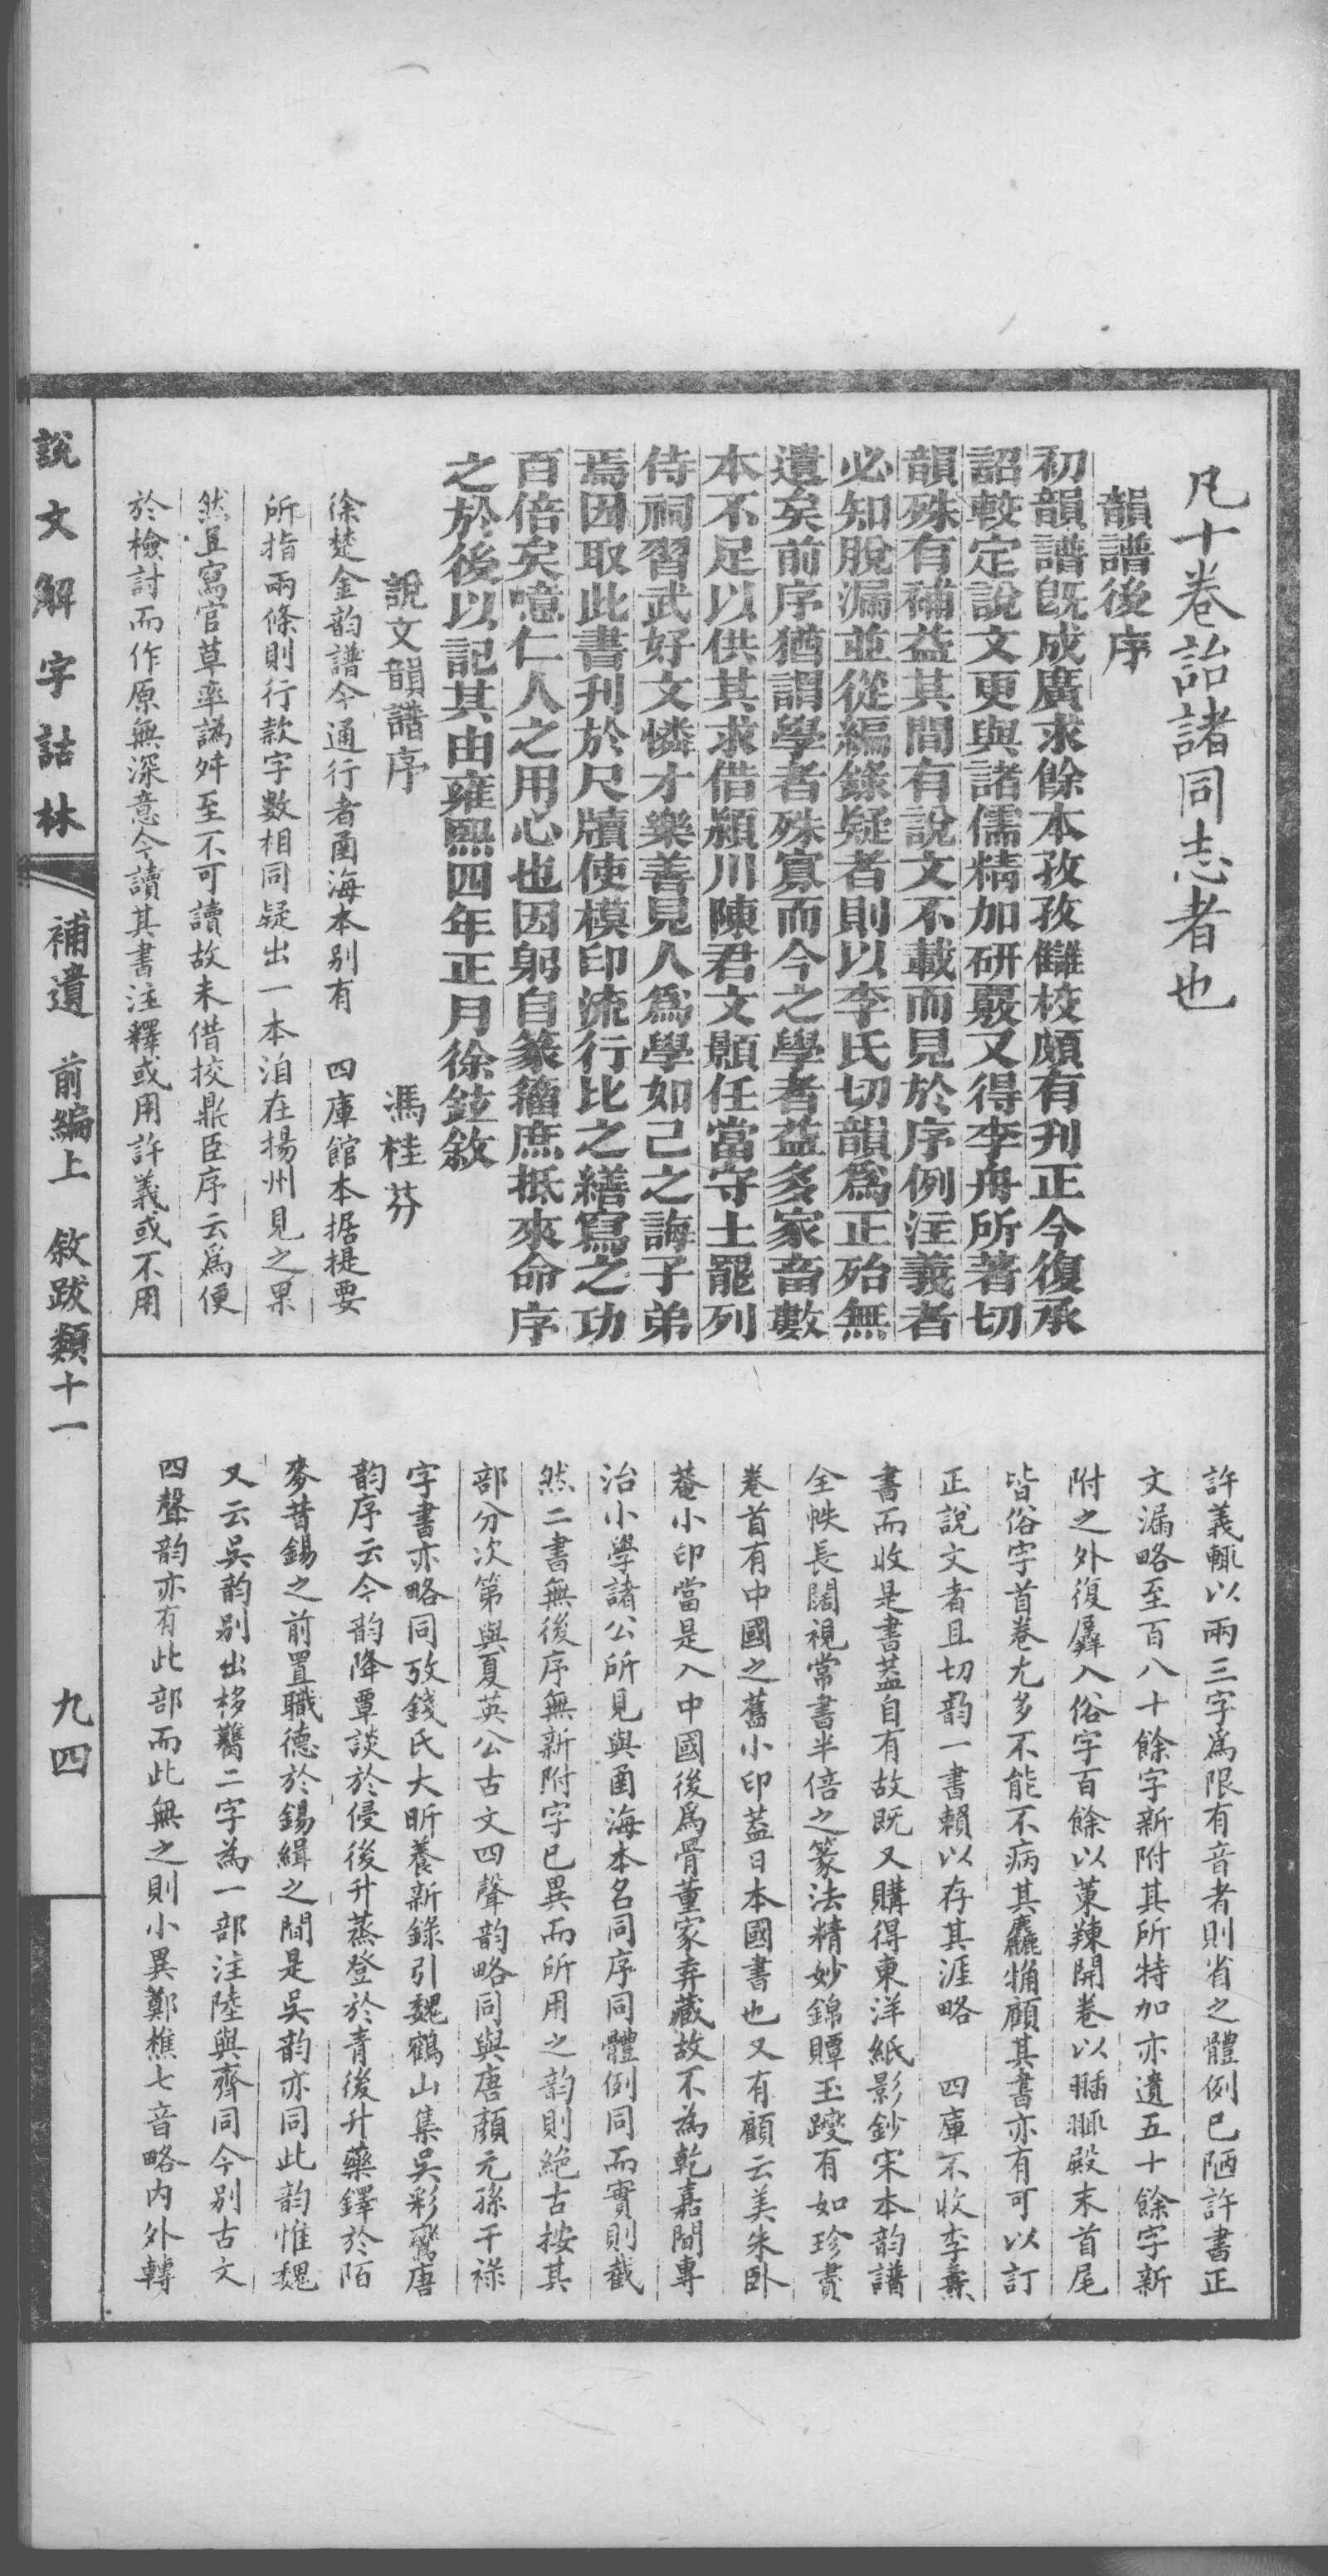 凡十卷詒諸同志者也
韻譜後序
初韻譜旣成廣求餘本孜孜讎校頗有刋正今復承
詔較定說文更與諸儒精加研覈又得李舟所著切
韻殊有補益其間有說文不載而見於序例注義者
必知脫漏並從編錄疑者則以李氏切韻爲正殆無
遺矣前序猶謂學者殊寡而今之學者益多家畜數
本不足以供其求借潁川陳君文顥任當守土罷列
侍祠習武好文憐才樂善見人爲學如己之誨子弟
焉因取此書刋於尺牘使模印流行比之繕寫之功
百倍矣噫仁人之用心也因躬自篆籀庶抵來命序
之於後以記其由雍熙四年正月徐鉉敘
說文韻譜序 馮桂芬
徐楚金韵譜今通行者函海本别有 四庫館本据提要
所指兩條則行款字數相同疑出一本洎在揚州見之果
然且寫官草率譌舛至不可讀故未借挍鼎臣序云爲便
於檢討而作原無深意今讀其書注釋或用許義或不用
許義輒以兩三字爲限有音者則省之體例已陋許書正
文漏略至百八十餘字新附其所特加亦遺五十餘字新
附之外復羼入俗字百餘以菄辣開卷以䎉䎎殿末首尾
皆俗字首卷尤多不能不病其麤觕顧其書亦有可以訂
正說文者且切韵一書賴以存其涯略 四庫不收李燾
書而收是書葢自有故旣又購得東洋紙影鈔宋本韵譜
全帙長闊視常書半倍之篆法精妙錦贉玉躞有如珍賮
卷首有中國之舊小印葢日本國書也又有顧云美朱臥
菴小印當是入中國後爲骨董家弆藏故不為乾嘉間專
治小學諸公所見與函海本名同序同體例同而實則截
然二書無後序無新附字已異而所用之韵則絶古按其
部分次第與夏英公古文四聲韵略同與唐顏元孫干祿
字書亦略同攷錢氏大昕養新錄引魏鶴山集吳彩鸞唐
韵序云今韵降覃談於侵後升蒸登於青後升藥鐸於陌
麥昔錫之前置職德於錫緝之間是吳韵亦同此韵惟魏
又云吳韵别出栘䕝二字為一部注陸與齊同今别古文
四聲韵亦有此部而此無之則小異鄭樵七音略內外轉
說文解字詁林
補遺 前編上 敘跋類十一
九四